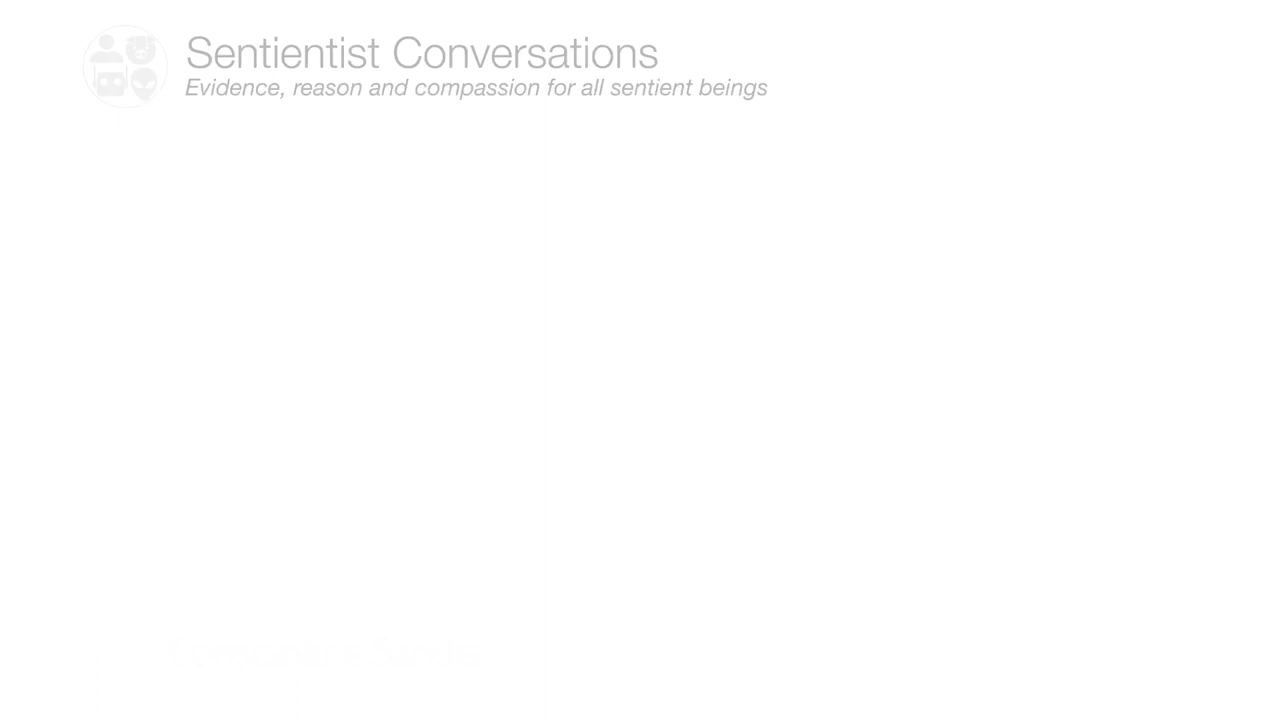 Sentientist Conversations
Evidence, reason and compassion for all sentient beings